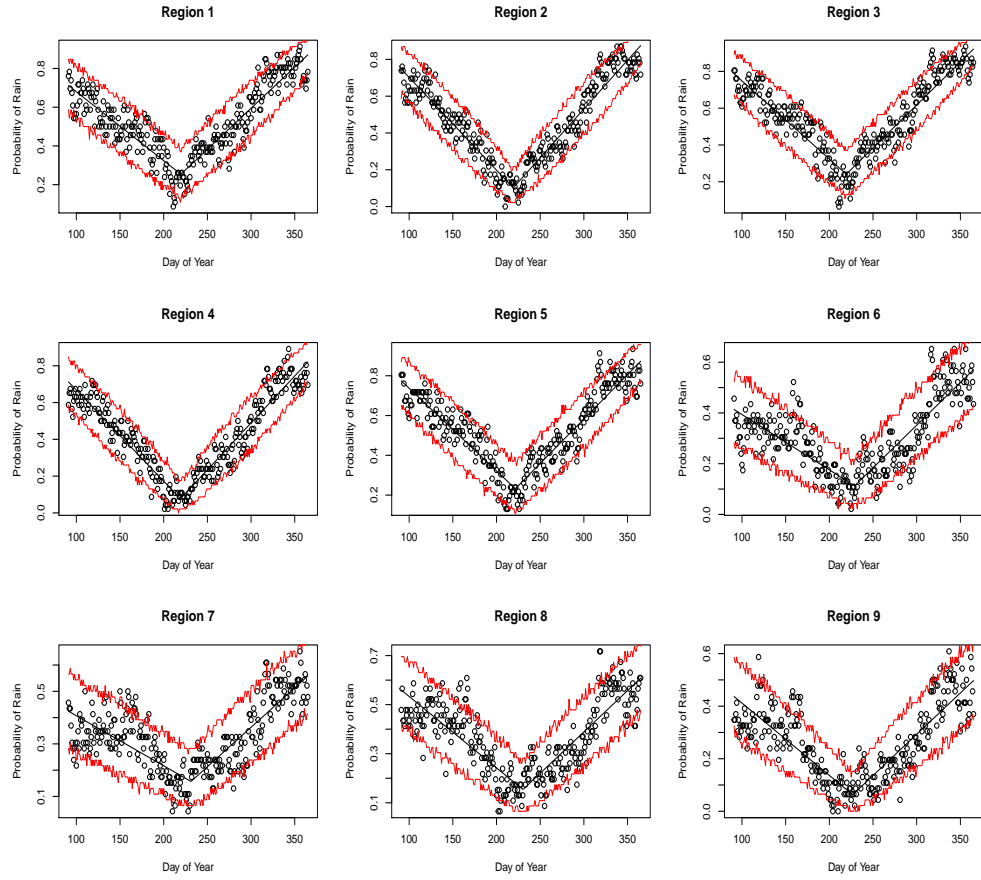 Region 1
Region 2
Region 3
Probability of Rain
0.2 0.4 0.6 0.8
100 150 200 250 300 350
Day of Year
Probability of Rain
0.0 0.2 0.4 0.6 0.8
100 150 200 250 300 350
Day of Year
Probability of Rain
0.2 0.4 0.6 0.8
100 150 200 250 300 350
Day of Year
Region 4
Region 5
Region 6
Probability of Rain
0.0 0.2 0.4 0.6 0.8
100 150 200 250 300 350
Day of Year
Probability of Rain
0.2 0.4 0.6 0.8
100 150 200 250 300 350
Day of Year
Probability of Rain
0.0 0.2 0.4 0.6
100 150 200 250 300 350
Day of Year
Region 7
Region 8
Region 9
Probability of Rain
0.1 0.3 0.5
100 150 200 250 300 350
Day of Year
Probability of Rain
0.1 0.3 0.5 0.7
100 150 200 250 300 350
Day of Year
Probability of Rain
0.0 0.2 0.4 0.6
100 150 200 250 300 350
Day of Year